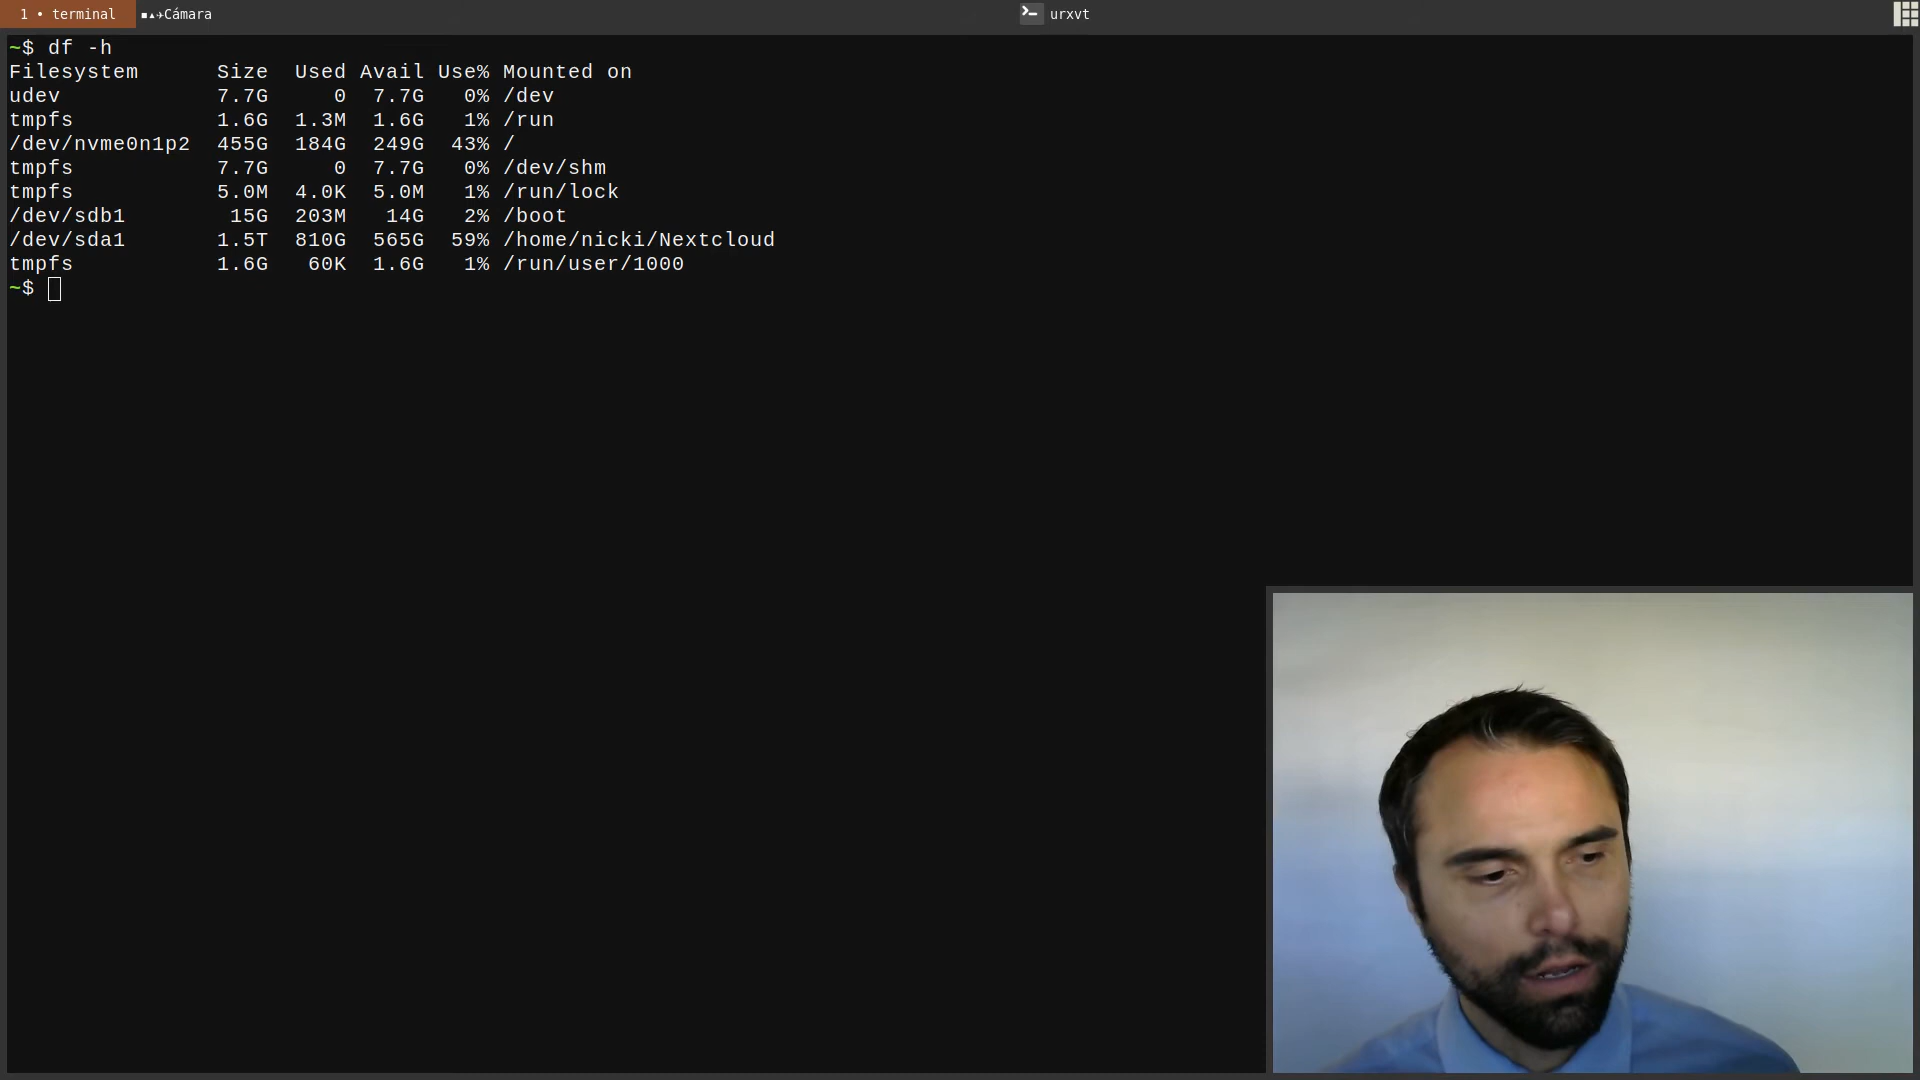 1 • terminal
Cámara
urxvt
~$ df -h
Filesystem      Size  Used Avail Use% Mounted on
udev            7.7G     0  7.7G   0% /dev
tmpfs           1.6G  1.3M  1.6G   1% /run
/dev/nvme0n1p2  455G  184G  249G  43% /
tmpfs           7.7G     0  7.7G   0% /dev/shm
tmpfs           5.0M  4.0K  5.0M   1% /run/lock
/dev/sdb1        15G  203M   14G   2% /boot
/dev/sda1       1.5T  810G  565G  59% /home/nicki/Nextcloud
tmpfs           1.6G   60K  1.6G   1% /run/user/1000
~$